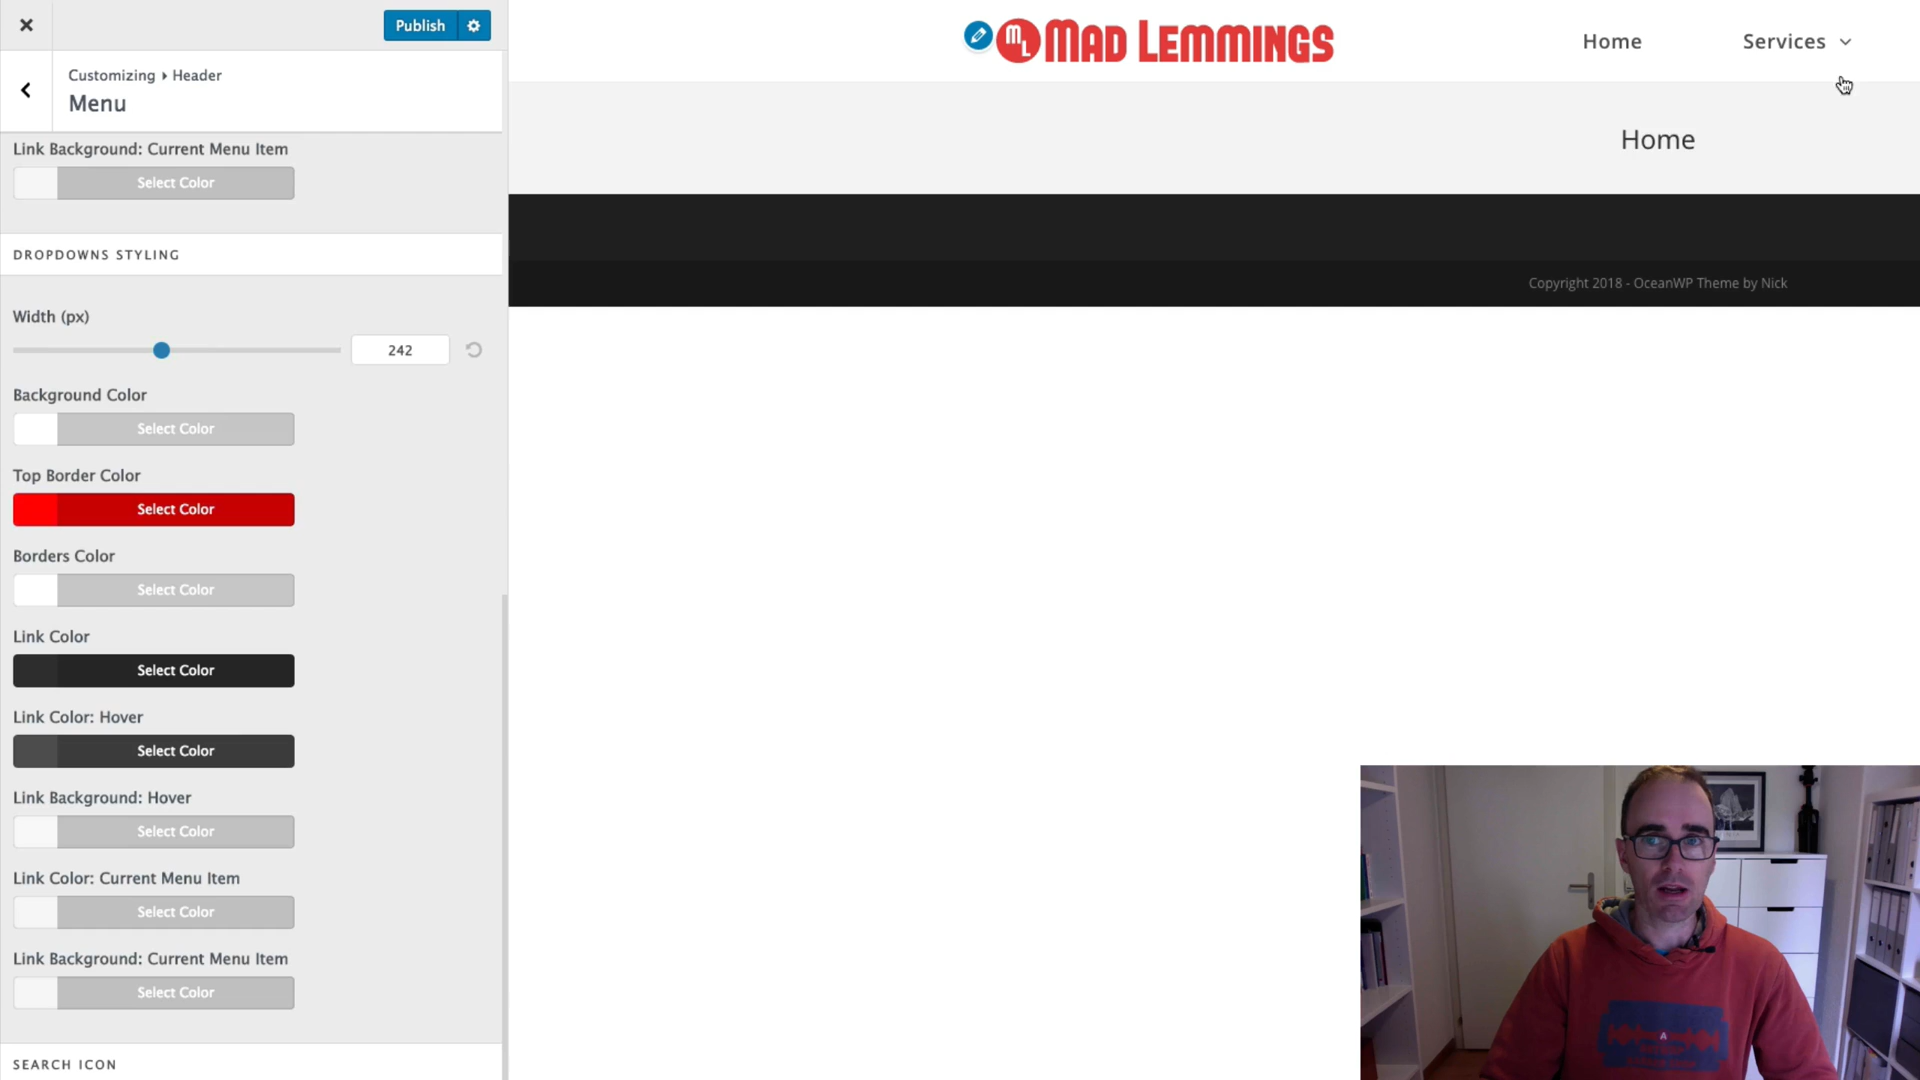 Publish
Customizing ▸ Header
Menu
Link Background: Current Menu Item
Select Color
DROPDOWNS STYLING
Width (px)
242
Background Color
Select Color
Top Border Color
Select Color
Borders Color
Select Color
Link Color
Select Color
Link Color: Hover
Select Color
Link Background: Hover
Select Color
Link Color: Current Menu Item
Select Color
Link Background: Current Menu Item
Select Color
SEARCH ICON
ML MAD LEMMINGS
Home
Services
Home
Copyright 2018 - OceanWP Theme by Nick